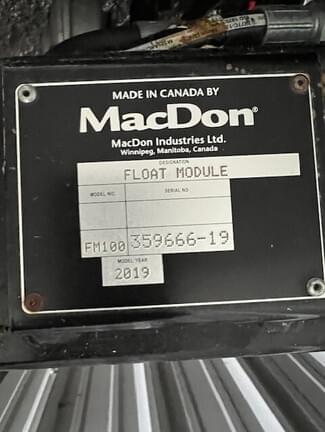 MADE IN CANADA BY
MacDon®
MacDon Industries Ltd.
Winnipeg, Manitoba, Canada
DESIGNATION
FLOAT MODULE
MODEL NO. SERIAL NO.
FM100 359666-19
MODEL YEAR
2019